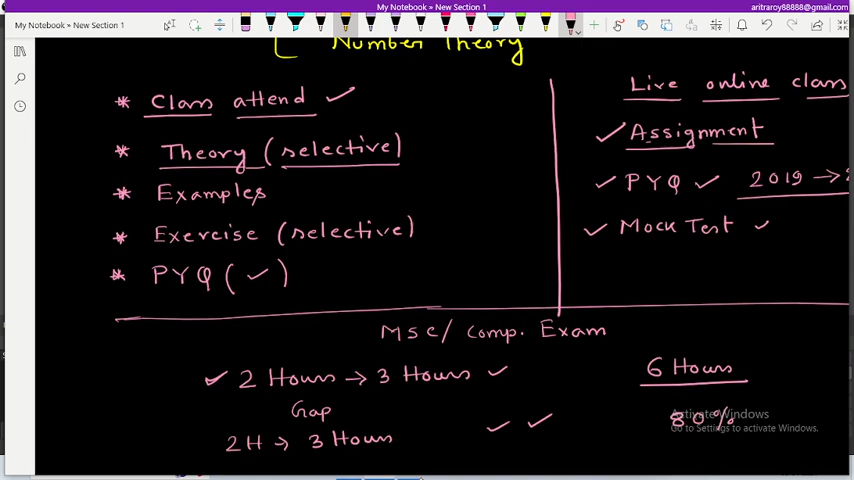 My Notebook » New Section 1
aritraroy88888@gmail.com
My Notebook » New Section 1
Number Theory
* Class attend ✓
* Theory (selective)
* Examples
* Exercise (selective)
* PYQ (✓)
Live online class
✓ Assignment
✓ PYQ ✓ 2019 →
✓ Mock Test ✓
MSC/ Comp. Exam
✓ 2 Hours → 3 Hours ✓
Gap
2H → 3 Hours ✓ ✓
6 Hours
80%
Activate Windows
Go to Settings to activate Windows.